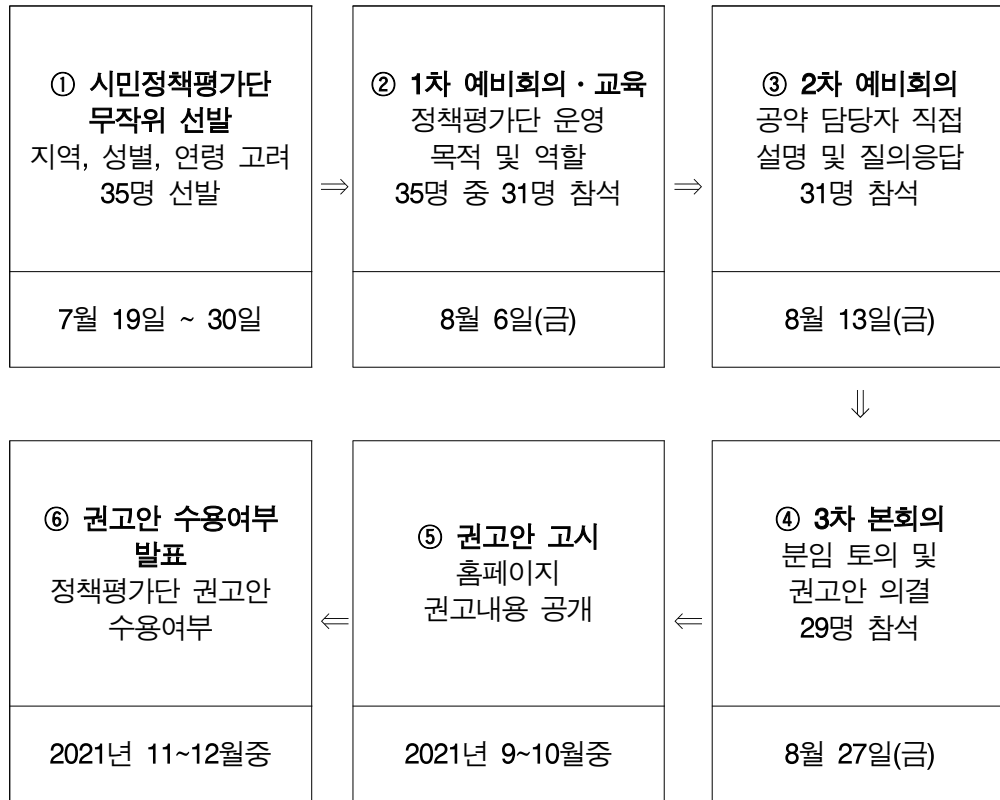 ① 시민정책평가단
무작위 선발
지역, 성별, 연령 고려
35명 선발
7월 19일 ~ 30일
⇒
② 1차 예비회의 · 교육
정책평가단 운영
목적 및 역할
35명 중 31명 참석
8월 6일(금)
⇒
③ 2차 예비회의
공약 담당자 직접
설명 및 질의응답
31명 참석
8월 13일(금)
⇓
④ 3차 본회의
분임 토의 및
권고안 의결
29명 참석
8월 27일(금)
⇐
⑤ 권고안 고시
홈페이지
권고내용 공개
2021년 9~10월중
⇐
⑥ 권고안 수용여부
발표
정책평가단 권고안
수용여부
2021년 11~12월중